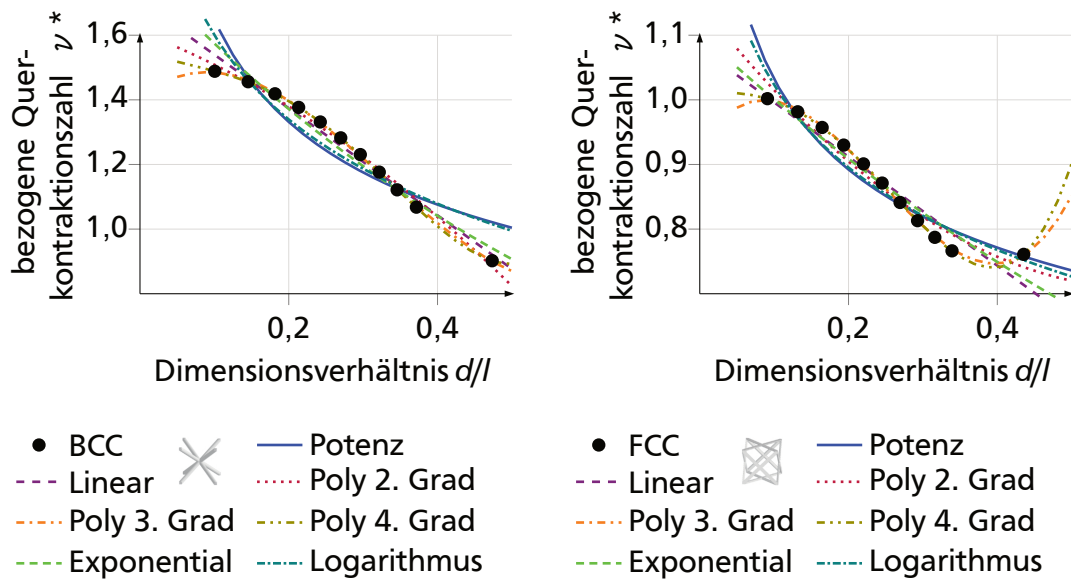 bezogene Quer-
kontraktionszahl ν*
1,6
1,4
1,2
1,0
0,2
0,4
Dimensionsverhältnis d/l
BCC
Potenz
Linear
Poly 2. Grad
Poly 3. Grad
Poly 4. Grad
Exponential
Logarithmus
bezogene Quer-
kontraktionszahl ν*
1,1
1,0
0,9
0,8
0,2
0,4
Dimensionsverhältnis d/l
FCC
Potenz
Linear
Poly 2. Grad
Poly 3. Grad
Poly 4. Grad
Exponential
Logarithmus